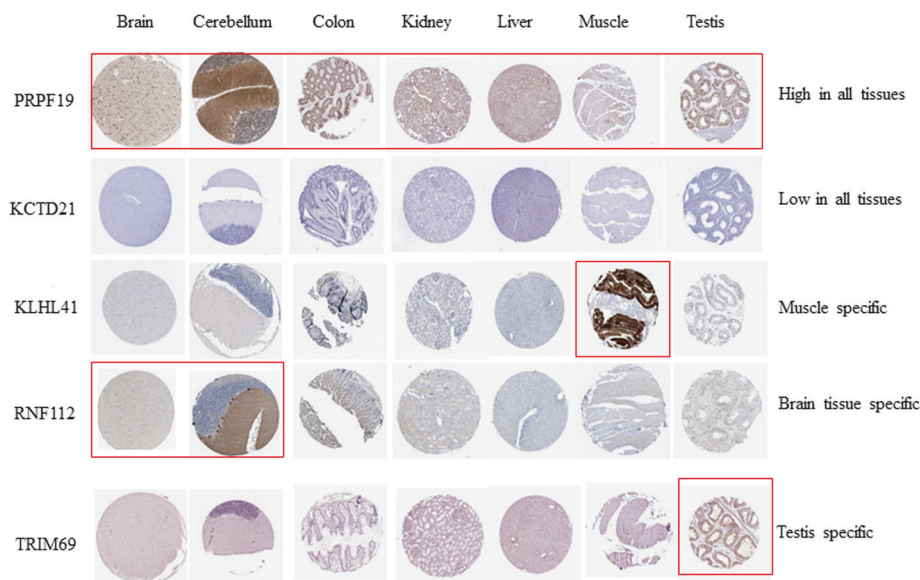 Brain Cerebellum Colon Kidney Liver Muscle Testis
PRPF19 High in all tissues
KCTD21 Low in all tissues
KLHL41 Muscle specific
RNF112 Brain tissue specific
TRIM69 Testis specific